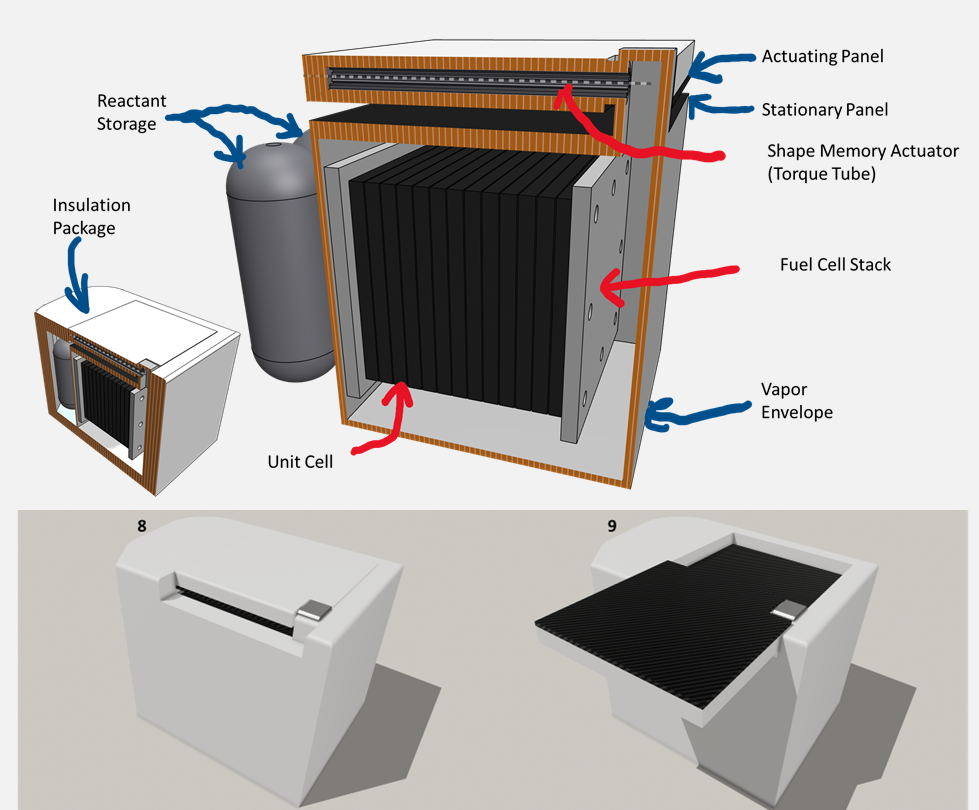 Actuating Panel
Reactant
Storage
Stationary Panel
Shape Memory Actuator
(Torque Tube)
Insulation
Package
Fuel Cell Stack
Vapor
Envelope
Unit Cell
8
9